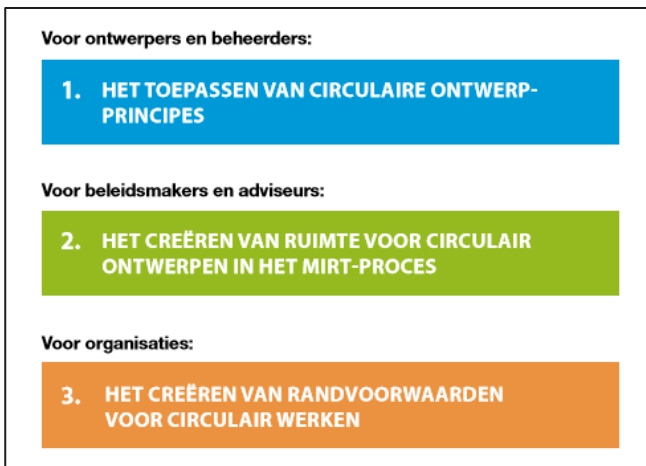 Voor ontwerpers en beheerders:
1. HET TOEPASSEN VAN CIRCULAIRE ONTWERP-
PRINCIPES
Voor beleidsmakers en adviseurs:
2. HET CREËREN VAN RUIMTE VOOR CIRCULAIR
ONTWERPEN IN HET MIRT-PROCES
Voor organisaties:
3. HET CREËREN VAN RANDVOORWAARDEN
VOOR CIRCULAIR WERKEN